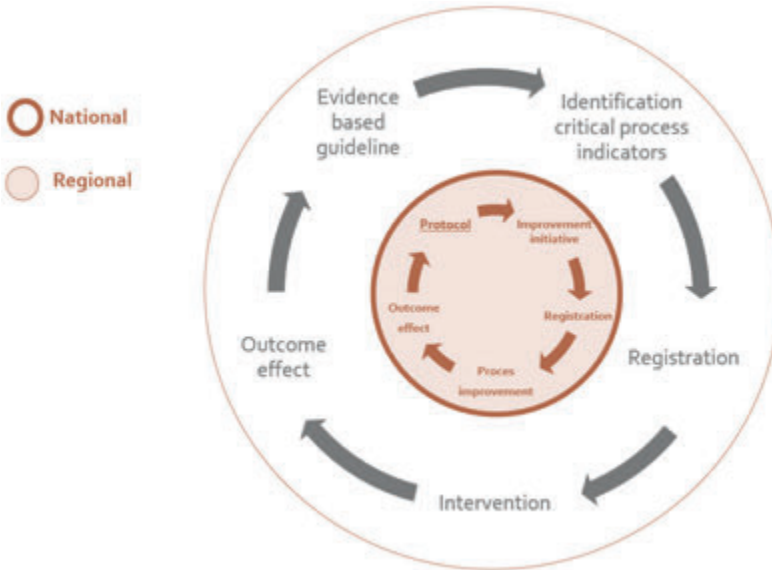 National
Regional
Evidence
based
guideline
Identification
critical process
indicators
Registration
Intervention
Outcome
effect
Protocol
Improvement
initiative
Registration
Proces
improvement
Outcome
effect